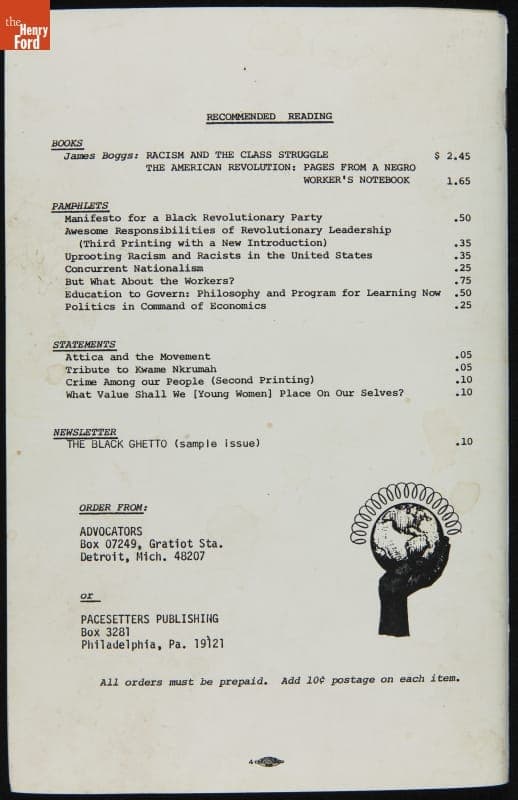 the
Henry
Ford
RECOMMENDED READING
BOOKS
James Boggs: RACISM AND THE CLASS STRUGGLE $ 2.45
THE AMERICAN REVOLUTION: PAGES FROM A NEGRO
WORKER'S NOTEBOOK 1.65
PAMPHLETS
Manifesto for a Black Revolutionary Party .50
Awesome Responsibilities of Revolutionary Leadership
(Third Printing with a New Introduction) .35
Uprooting Racism and Racists in the United States .35
Concurrent Nationalism .25
But What About the Workers? .75
Education to Govern: Philosophy and Program for Learning Now .50
Politics in Command of Economics .25
STATEMENTS
Attica and the Movement .05
Tribute to Kwame Nkrumah .05
Crime Among our People (Second Printing) .10
What Value Shall We [Young Women] Place On Our Selves? .10
NEWSLETTER
THE BLACK GHETTO (sample issue) .10
ORDER FROM:
ADVOCATORS
Box 07249, Gratiot Sta.
Detroit, Mich. 48207
or
PACESETTERS PUBLISHING
Box 3281
Philadelphia, Pa. 19121
All orders must be prepaid. Add 10¢ postage on each item.